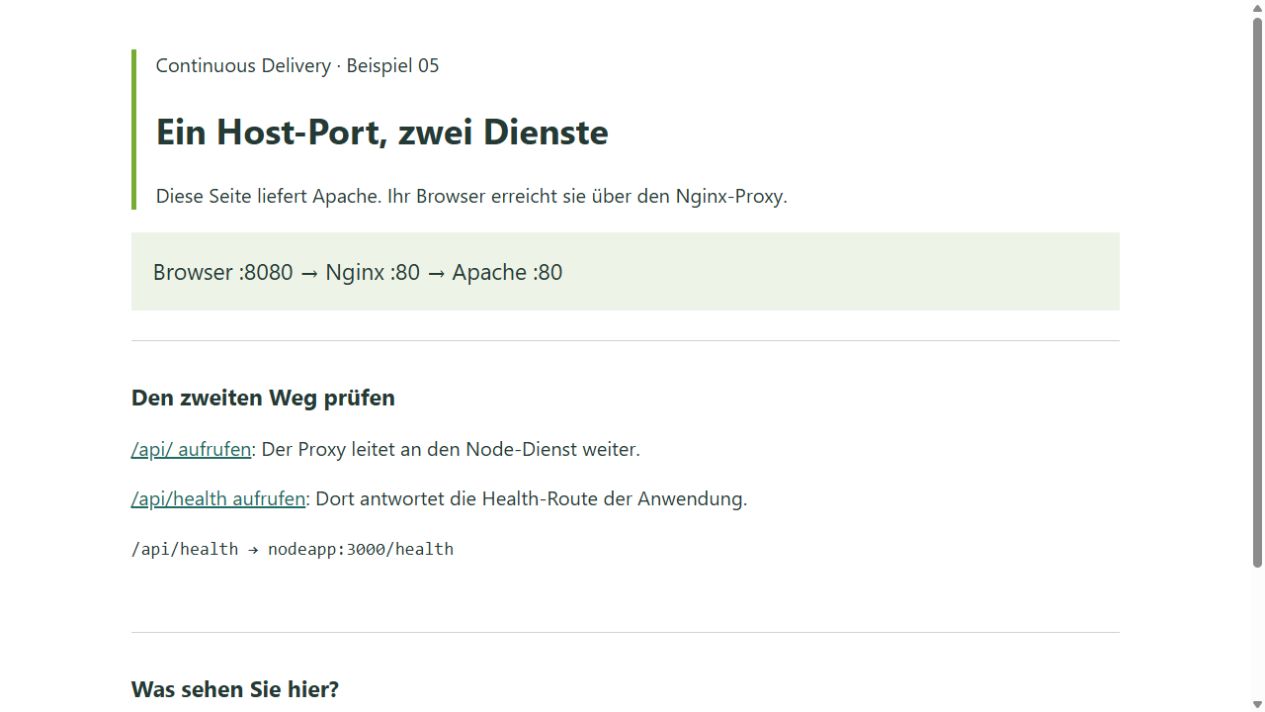 Continuous Delivery · Beispiel 05
Ein Host-Port, zwei Dienste
Diese Seite liefert Apache. Ihr Browser erreicht sie über den Nginx-Proxy.
Browser :8080 → Nginx :80 → Apache :80
Den zweiten Weg prüfen
/api/ aufrufen: Der Proxy leitet an den Node-Dienst weiter.
/api/health aufrufen: Dort antwortet die Health-Route der Anwendung.
/api/health → nodeapp:3000/health
Was sehen Sie hier?